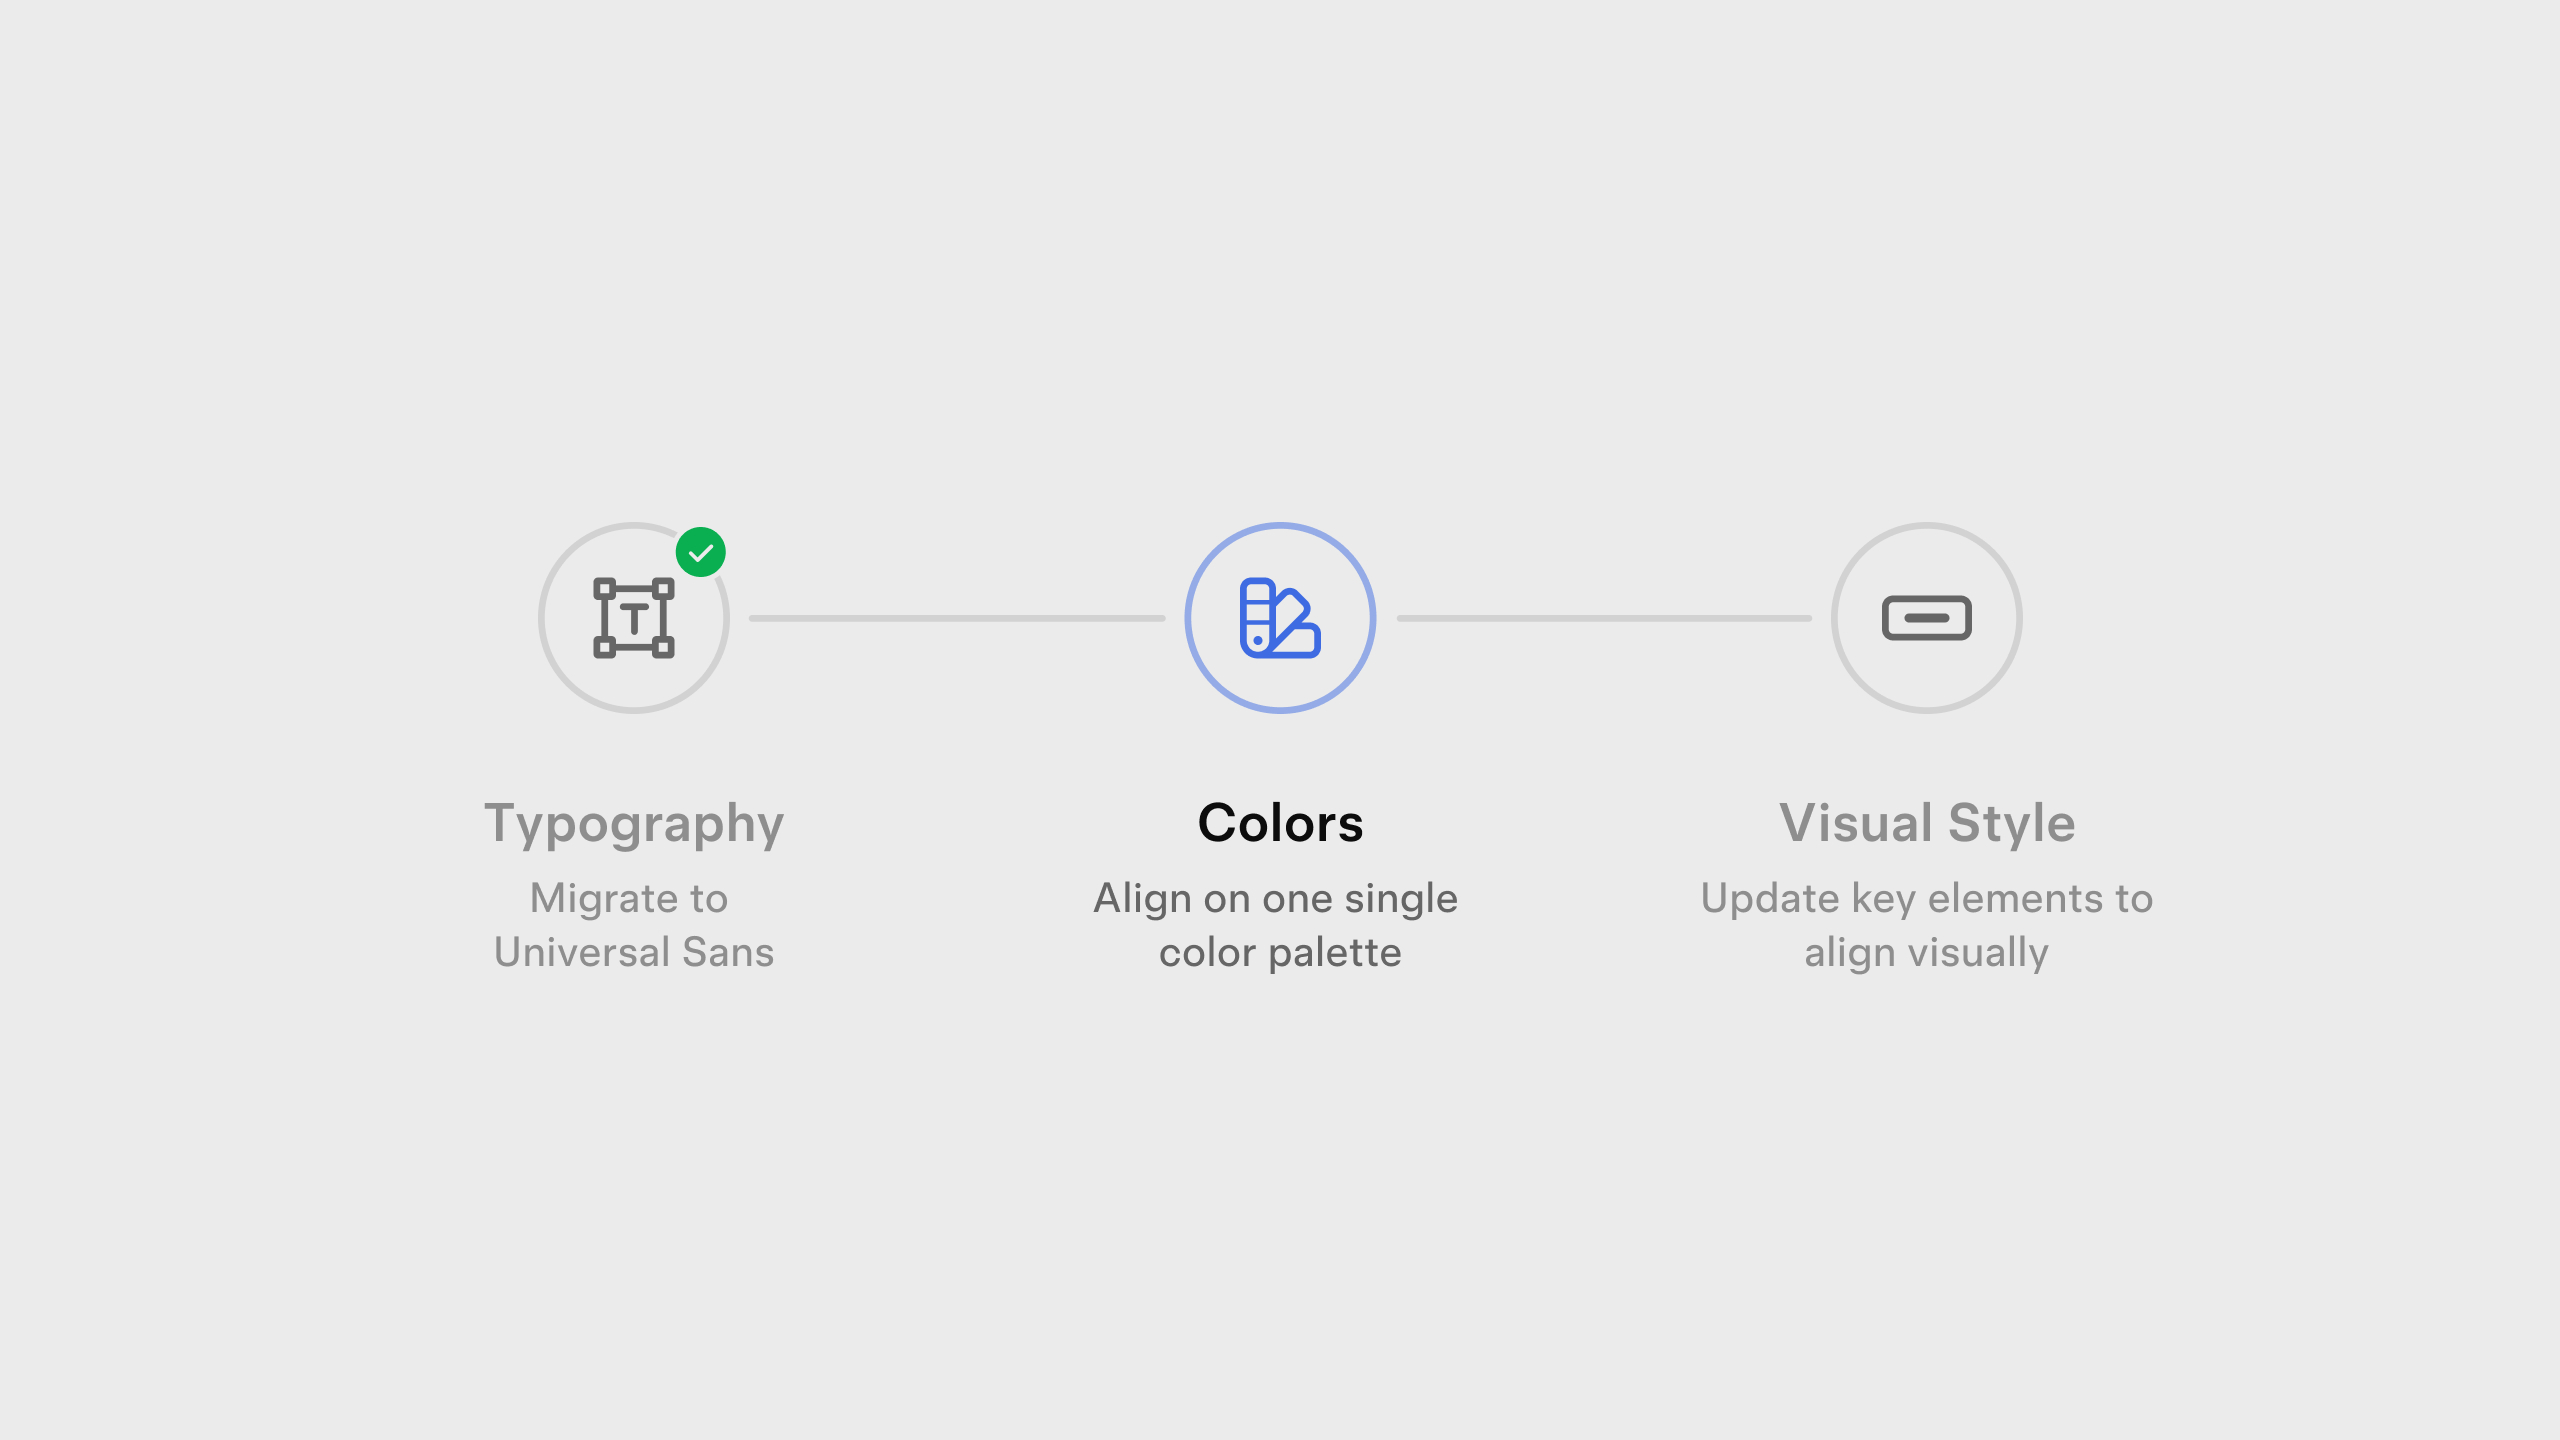 Typography
Migrate to
Universal Sans
Colors
Align on one single
color palette
Visual Style
Update key elements to
align visually